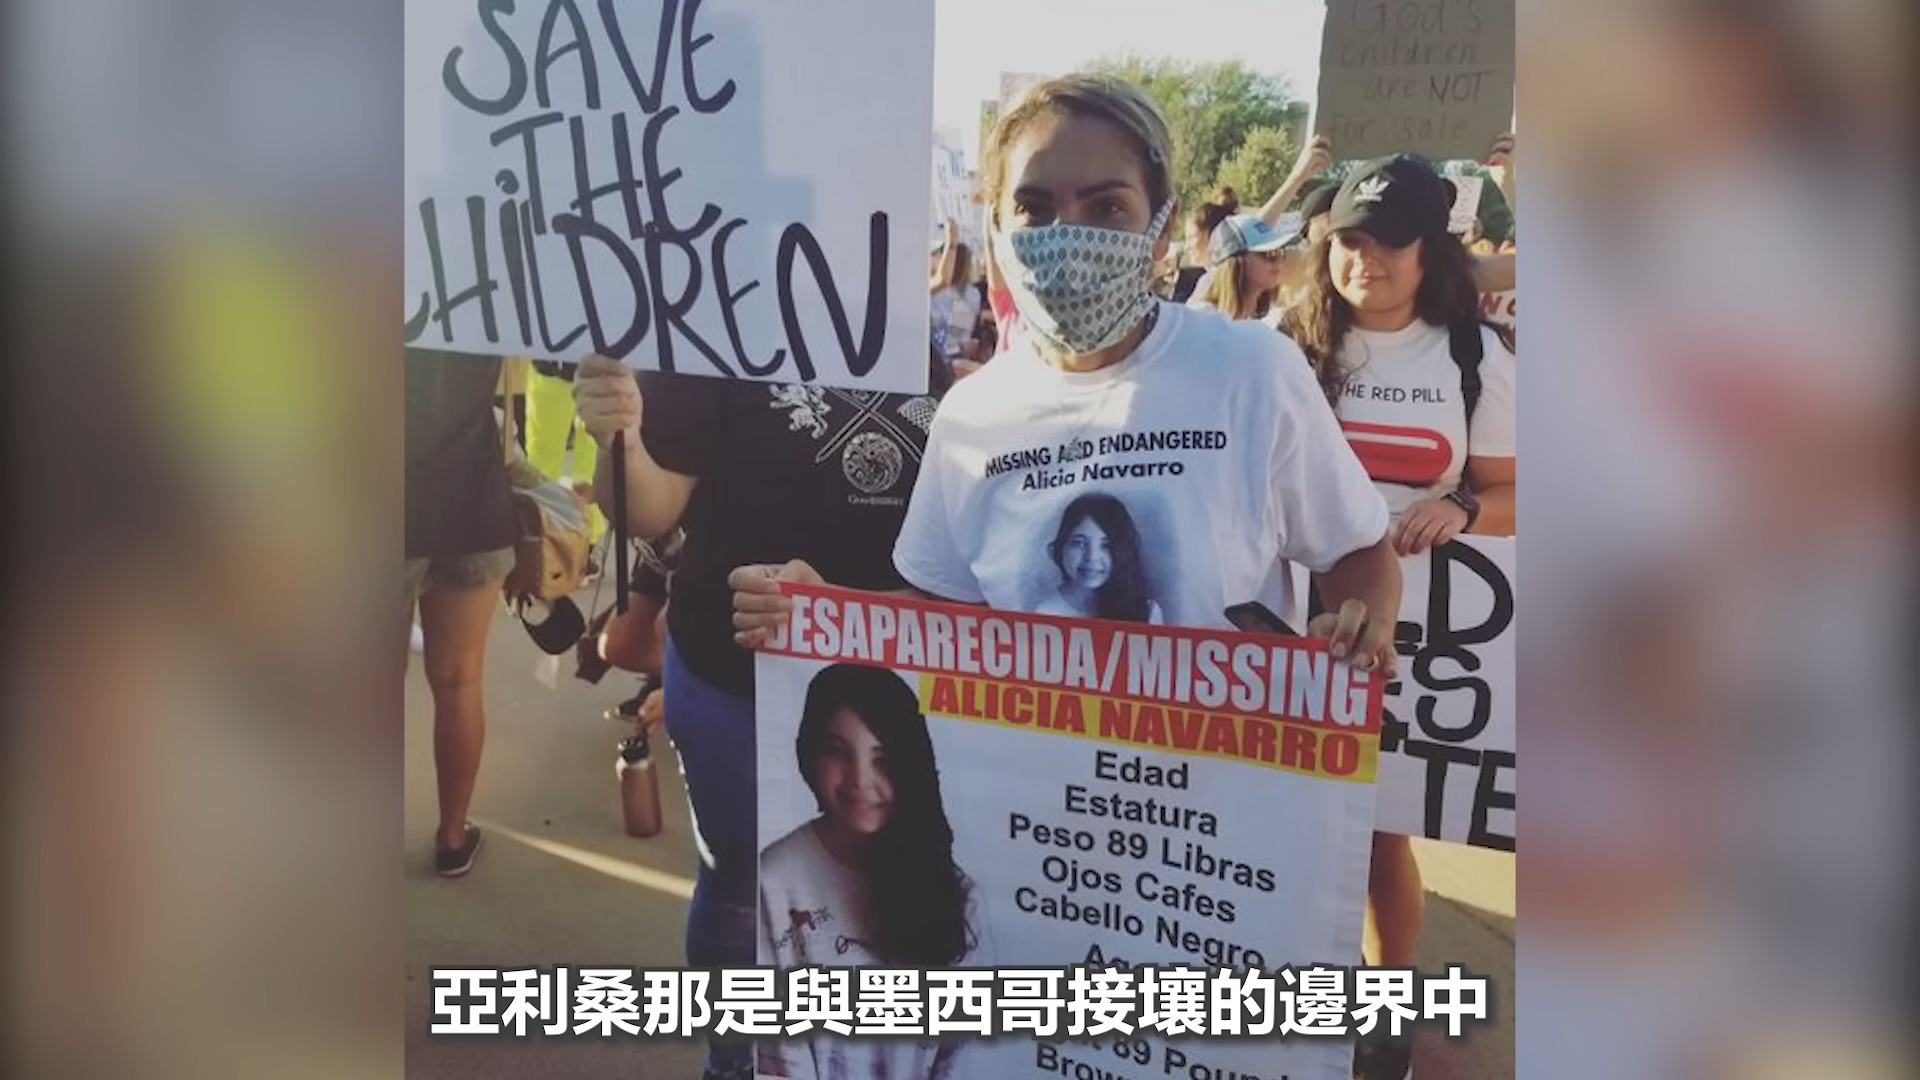 SAVE
THE
CHILDREN
God's
children
are NOT
for sale
THE RED PILL
MISSING AND ENDANGERED
Alicia Navarro
DESAPARECIDA/MISSING
ALICIA NAVARRO
Edad
Estatura
Peso 89 Libras
Ojos Cafes
Cabello Negro
89 Pound
亞利桑那是與墨西哥接壤的邊界中